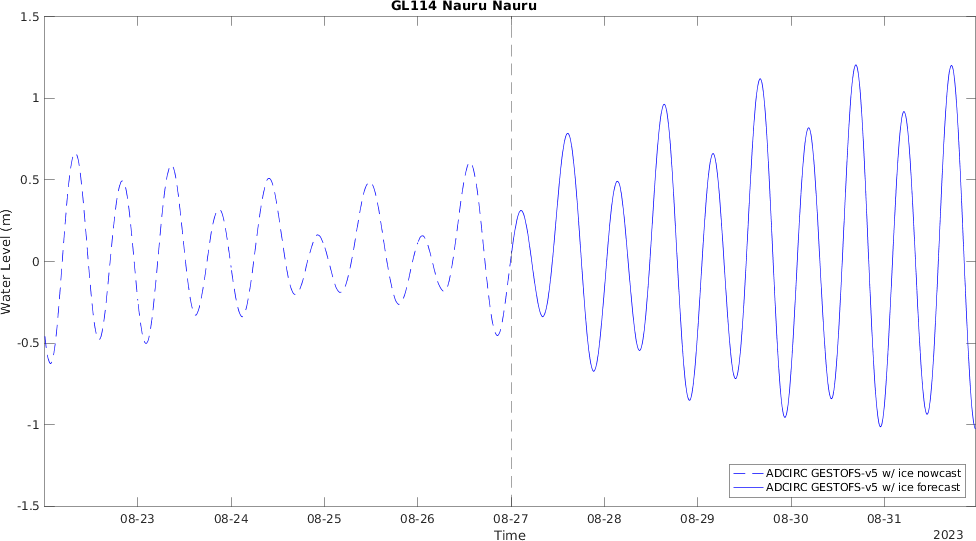 GL114 Nauru Nauru
1.5
1
0.5
0
-0.5
-1
-1.5
Water Level (m)
08-23 08-24 08-25 08-26 08-27 08-28 08-29 08-30 08-31
Time
2023
ADCIRC GESTOFS-v5 w/ ice nowcast
ADCIRC GESTOFS-v5 w/ ice forecast